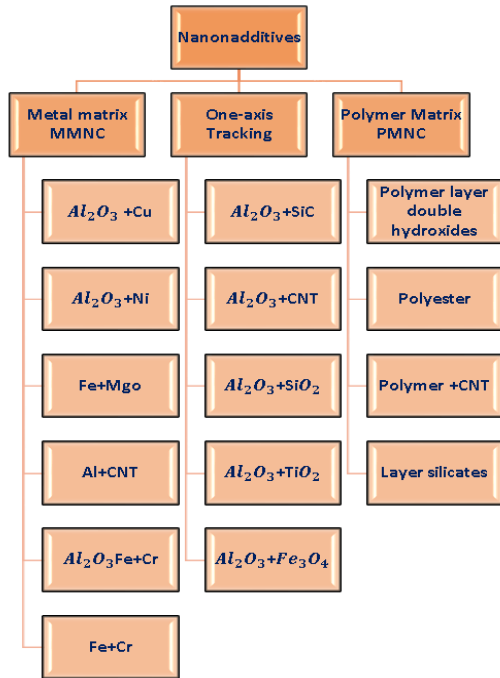 Nanonadditives
Metal matrix
MMNC
One-axis
Tracking
Polymer Matrix
PMNC
Al₂O₃ +Cu
Al₂O₃+Ni
Fe+Mgo
Al+CNT
Al₂O₃Fe+Cr
Fe+Cr
Al₂O₃+SiC
Al₂O₃+CNT
Al₂O₃+SiO₂
Al₂O₃+TiO₂
Al₂O₃+Fe₃O₄
Polymer layer
double
hydroxides
Polyester
Polymer +CNT
Layer silicates